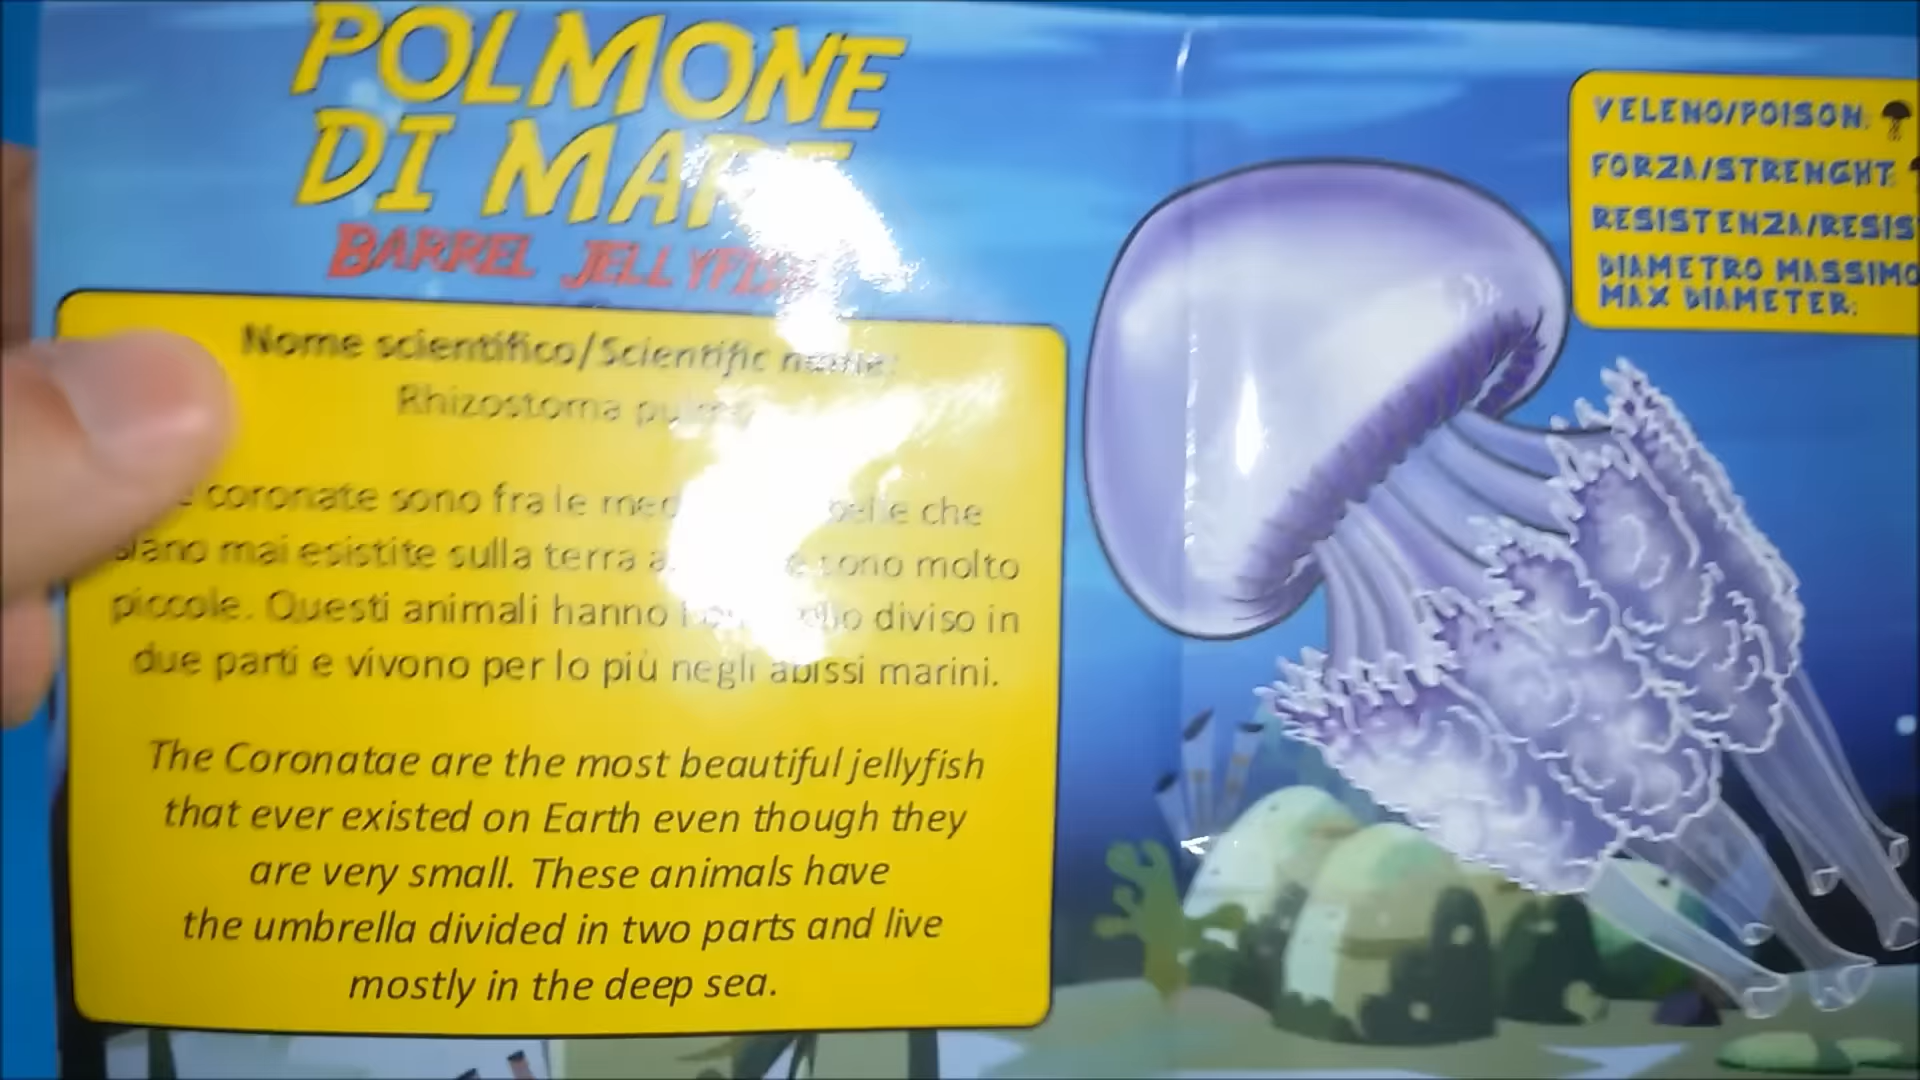 POLMONE
DI MARE
BARREL JELLYFISH
Nome scientifico/Scientific name:
Rhizostoma
coronate sono fra le che
siano mai esistite sulla terra sono molto
piccole. Questi animali hanno diviso in
due parti e vivono per lo più negli abissi marini.
The Coronatae are the most beautiful jellyfish
that ever existed on Earth even though they
are very small. These animals have
the umbrella divided in two parts and live
mostly in the deep sea.
VELENO/POISON:
FORZA/STRENGHT:
RESISTENZA/RESIS
DIAMETRO MASSIMO
MAX DIAMETER: